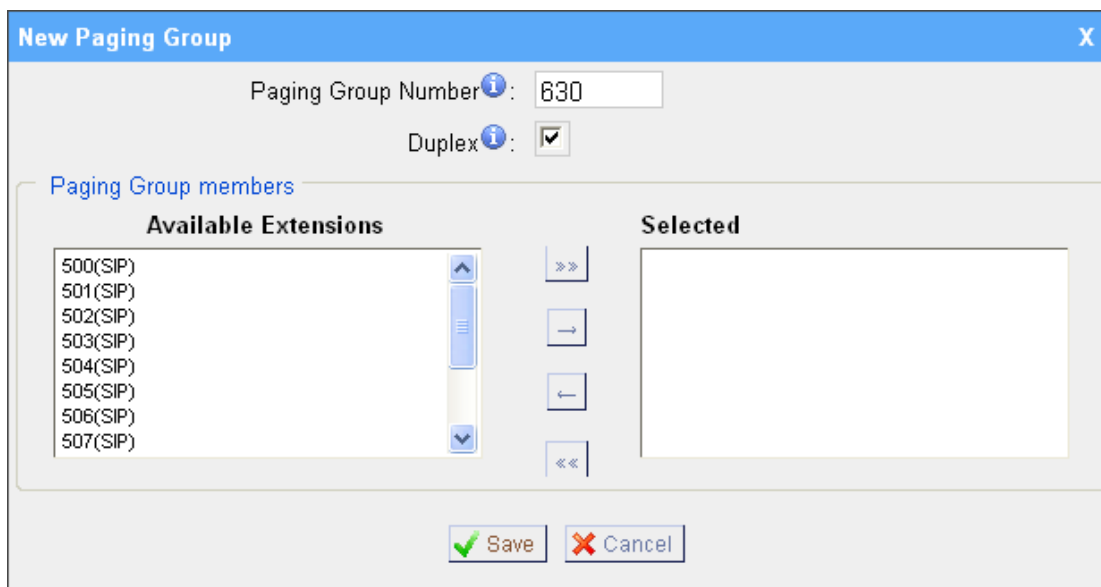 New Paging Group X
Paging Group Number i : 630
Duplex i :
Paging Group members
Available Extensions
500(SIP)
501(SIP)
502(SIP)
503(SIP)
504(SIP)
505(SIP)
506(SIP)
507(SIP)
»»
→
←
««
Selected
Save
Cancel